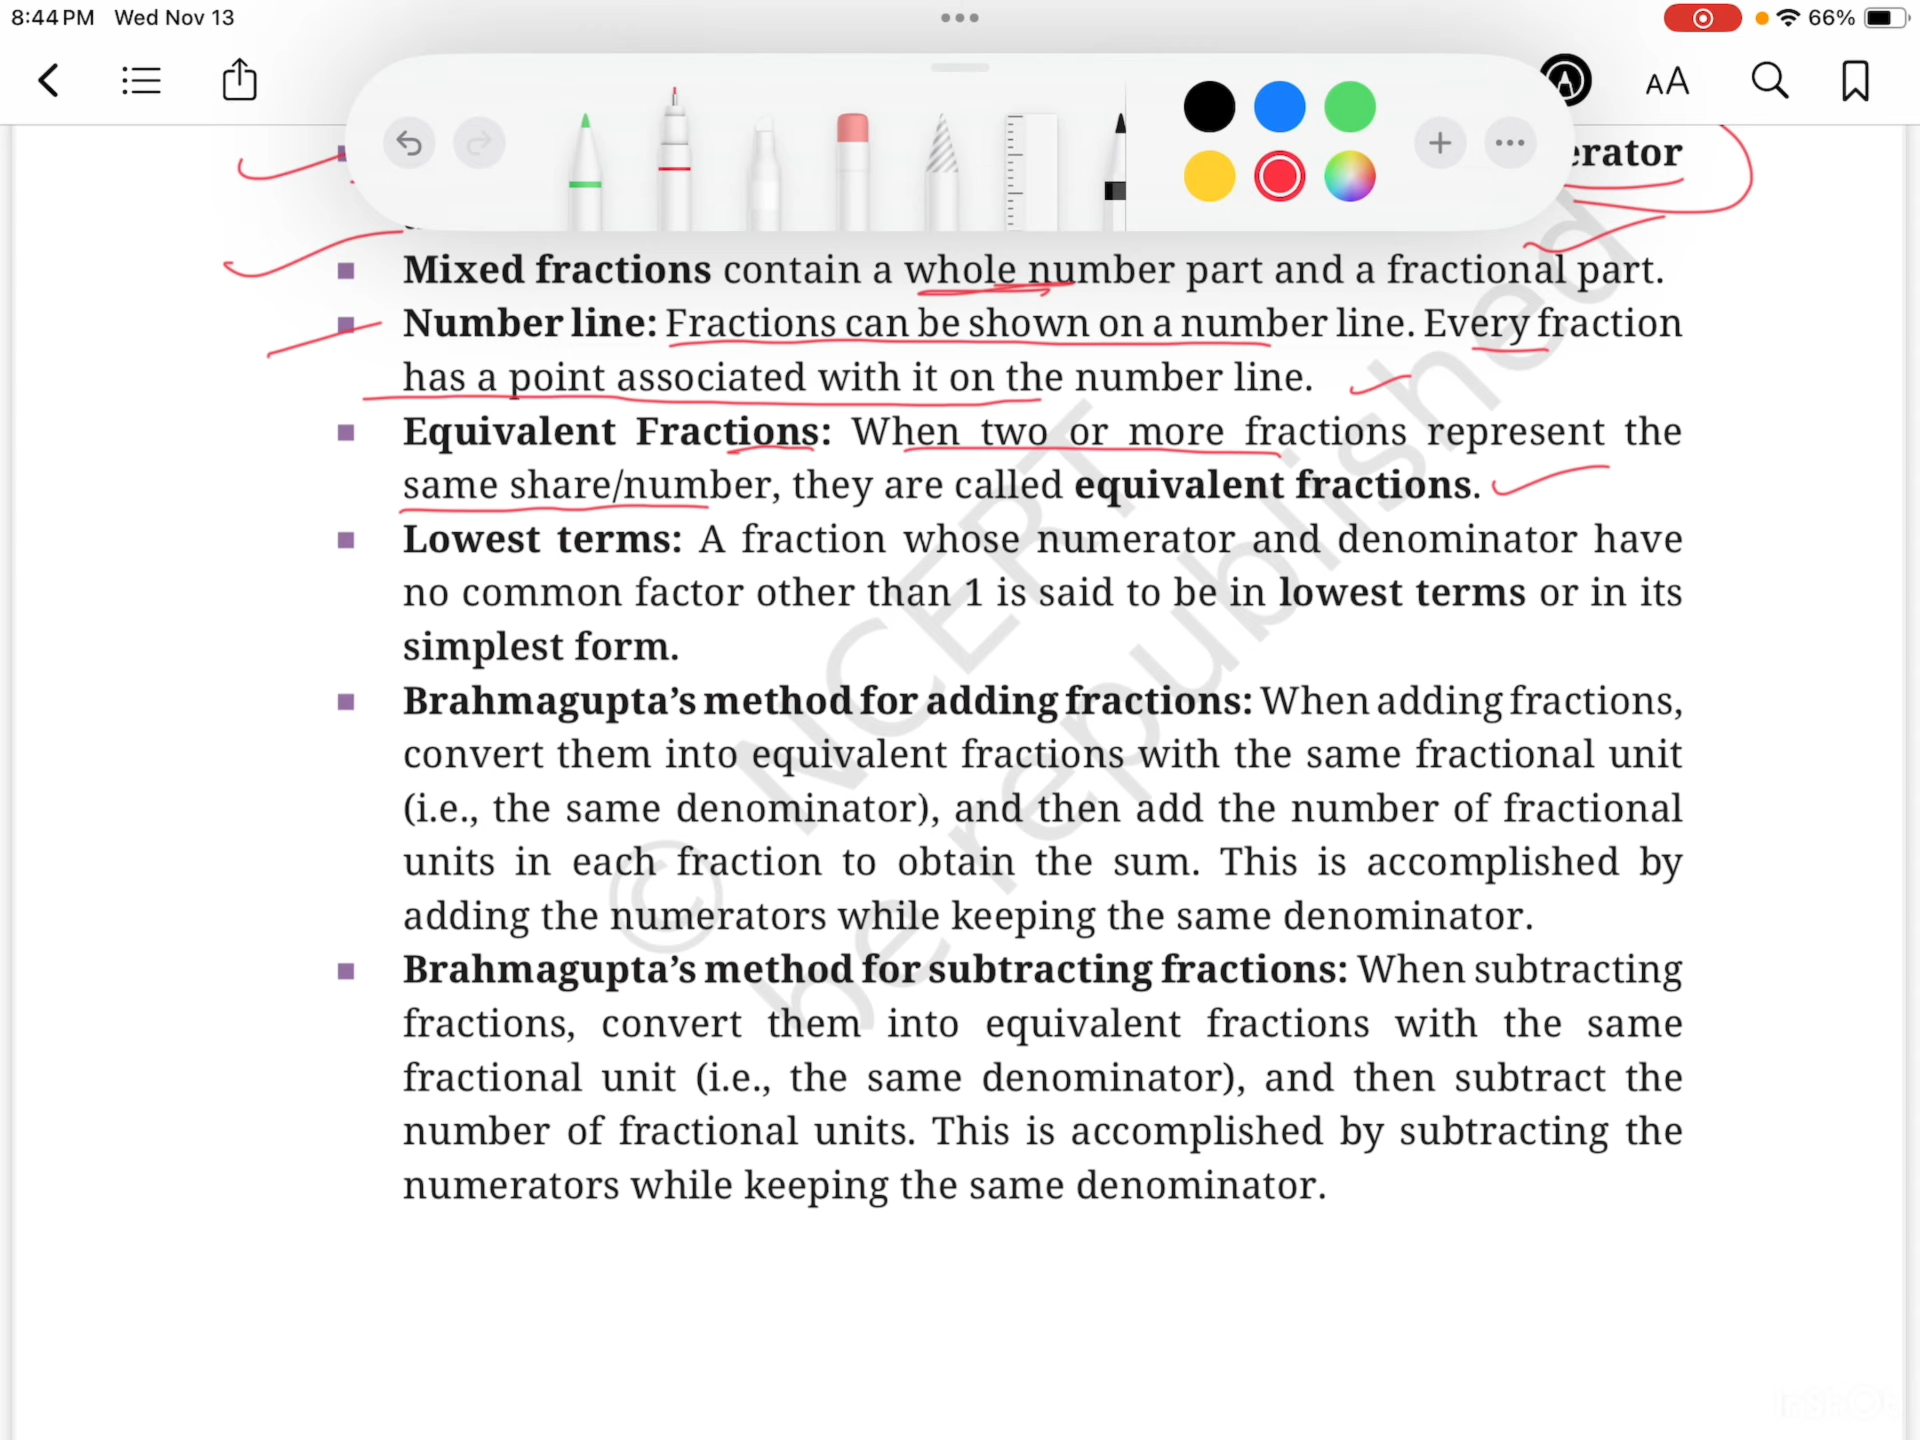 8:44 PM Wed Nov 13
66%
AA
erator
Mixed fractions contain a whole number part and a fractional part.
Number line: Fractions can be shown on a number line. Every fraction
has a point associated with it on the number line.
Equivalent Fractions: When two or more fractions represent the
same share/number, they are called equivalent fractions.
Lowest terms: A fraction whose numerator and denominator have
no common factor other than 1 is said to be in lowest terms or in its
simplest form.
Brahmagupta’s method for adding fractions: When adding fractions,
convert them into equivalent fractions with the same fractional unit
(i.e., the same denominator), and then add the number of fractional
units in each fraction to obtain the sum. This is accomplished by
adding the numerators while keeping the same denominator.
Brahmagupta’s method for subtracting fractions: When subtracting
fractions, convert them into equivalent fractions with the same
fractional unit (i.e., the same denominator), and then subtract the
number of fractional units. This is accomplished by subtracting the
numerators while keeping the same denominator.
© NCERT
be republished